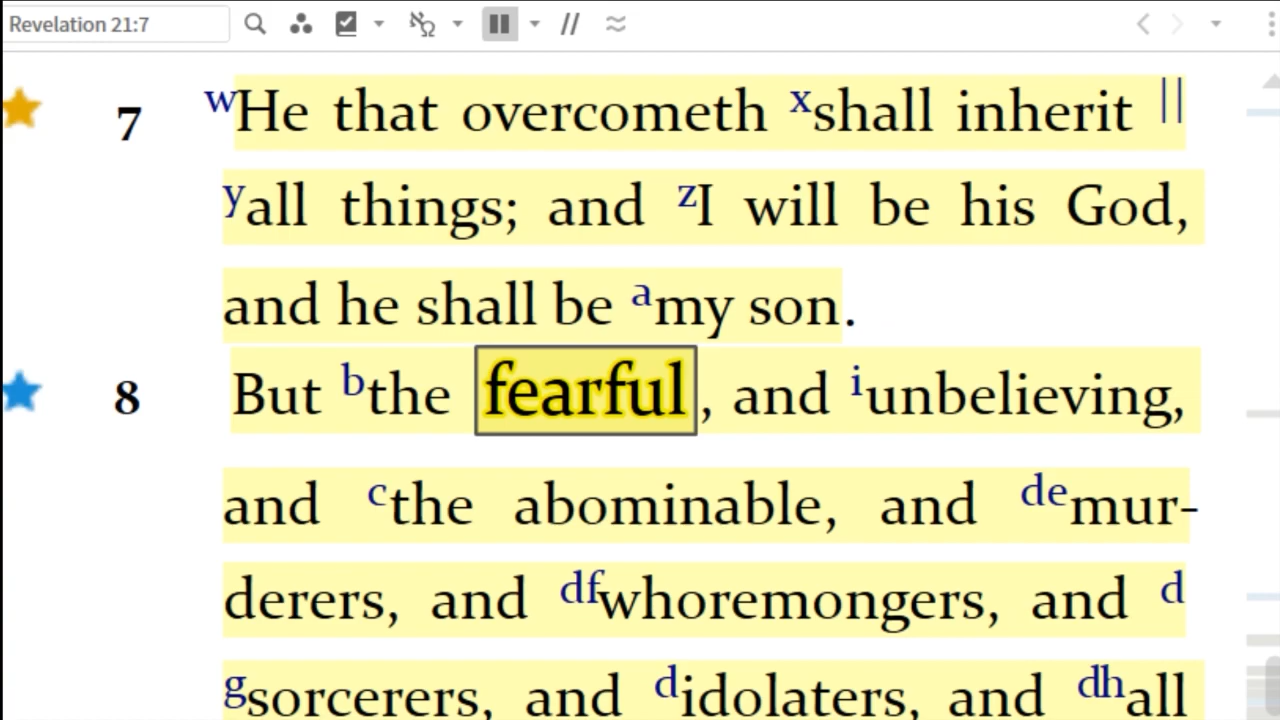 Revelation 21:7
7 wHe that overcometh xshall inherit ||
yall things; and zI will be his God,
and he shall be amy son.
8 But bthe fearful, and iunbelieving,
and cthe abominable, and demur-
derers, and dfwhoremongers, and d
gsorcerers, and didolaters, and dhall